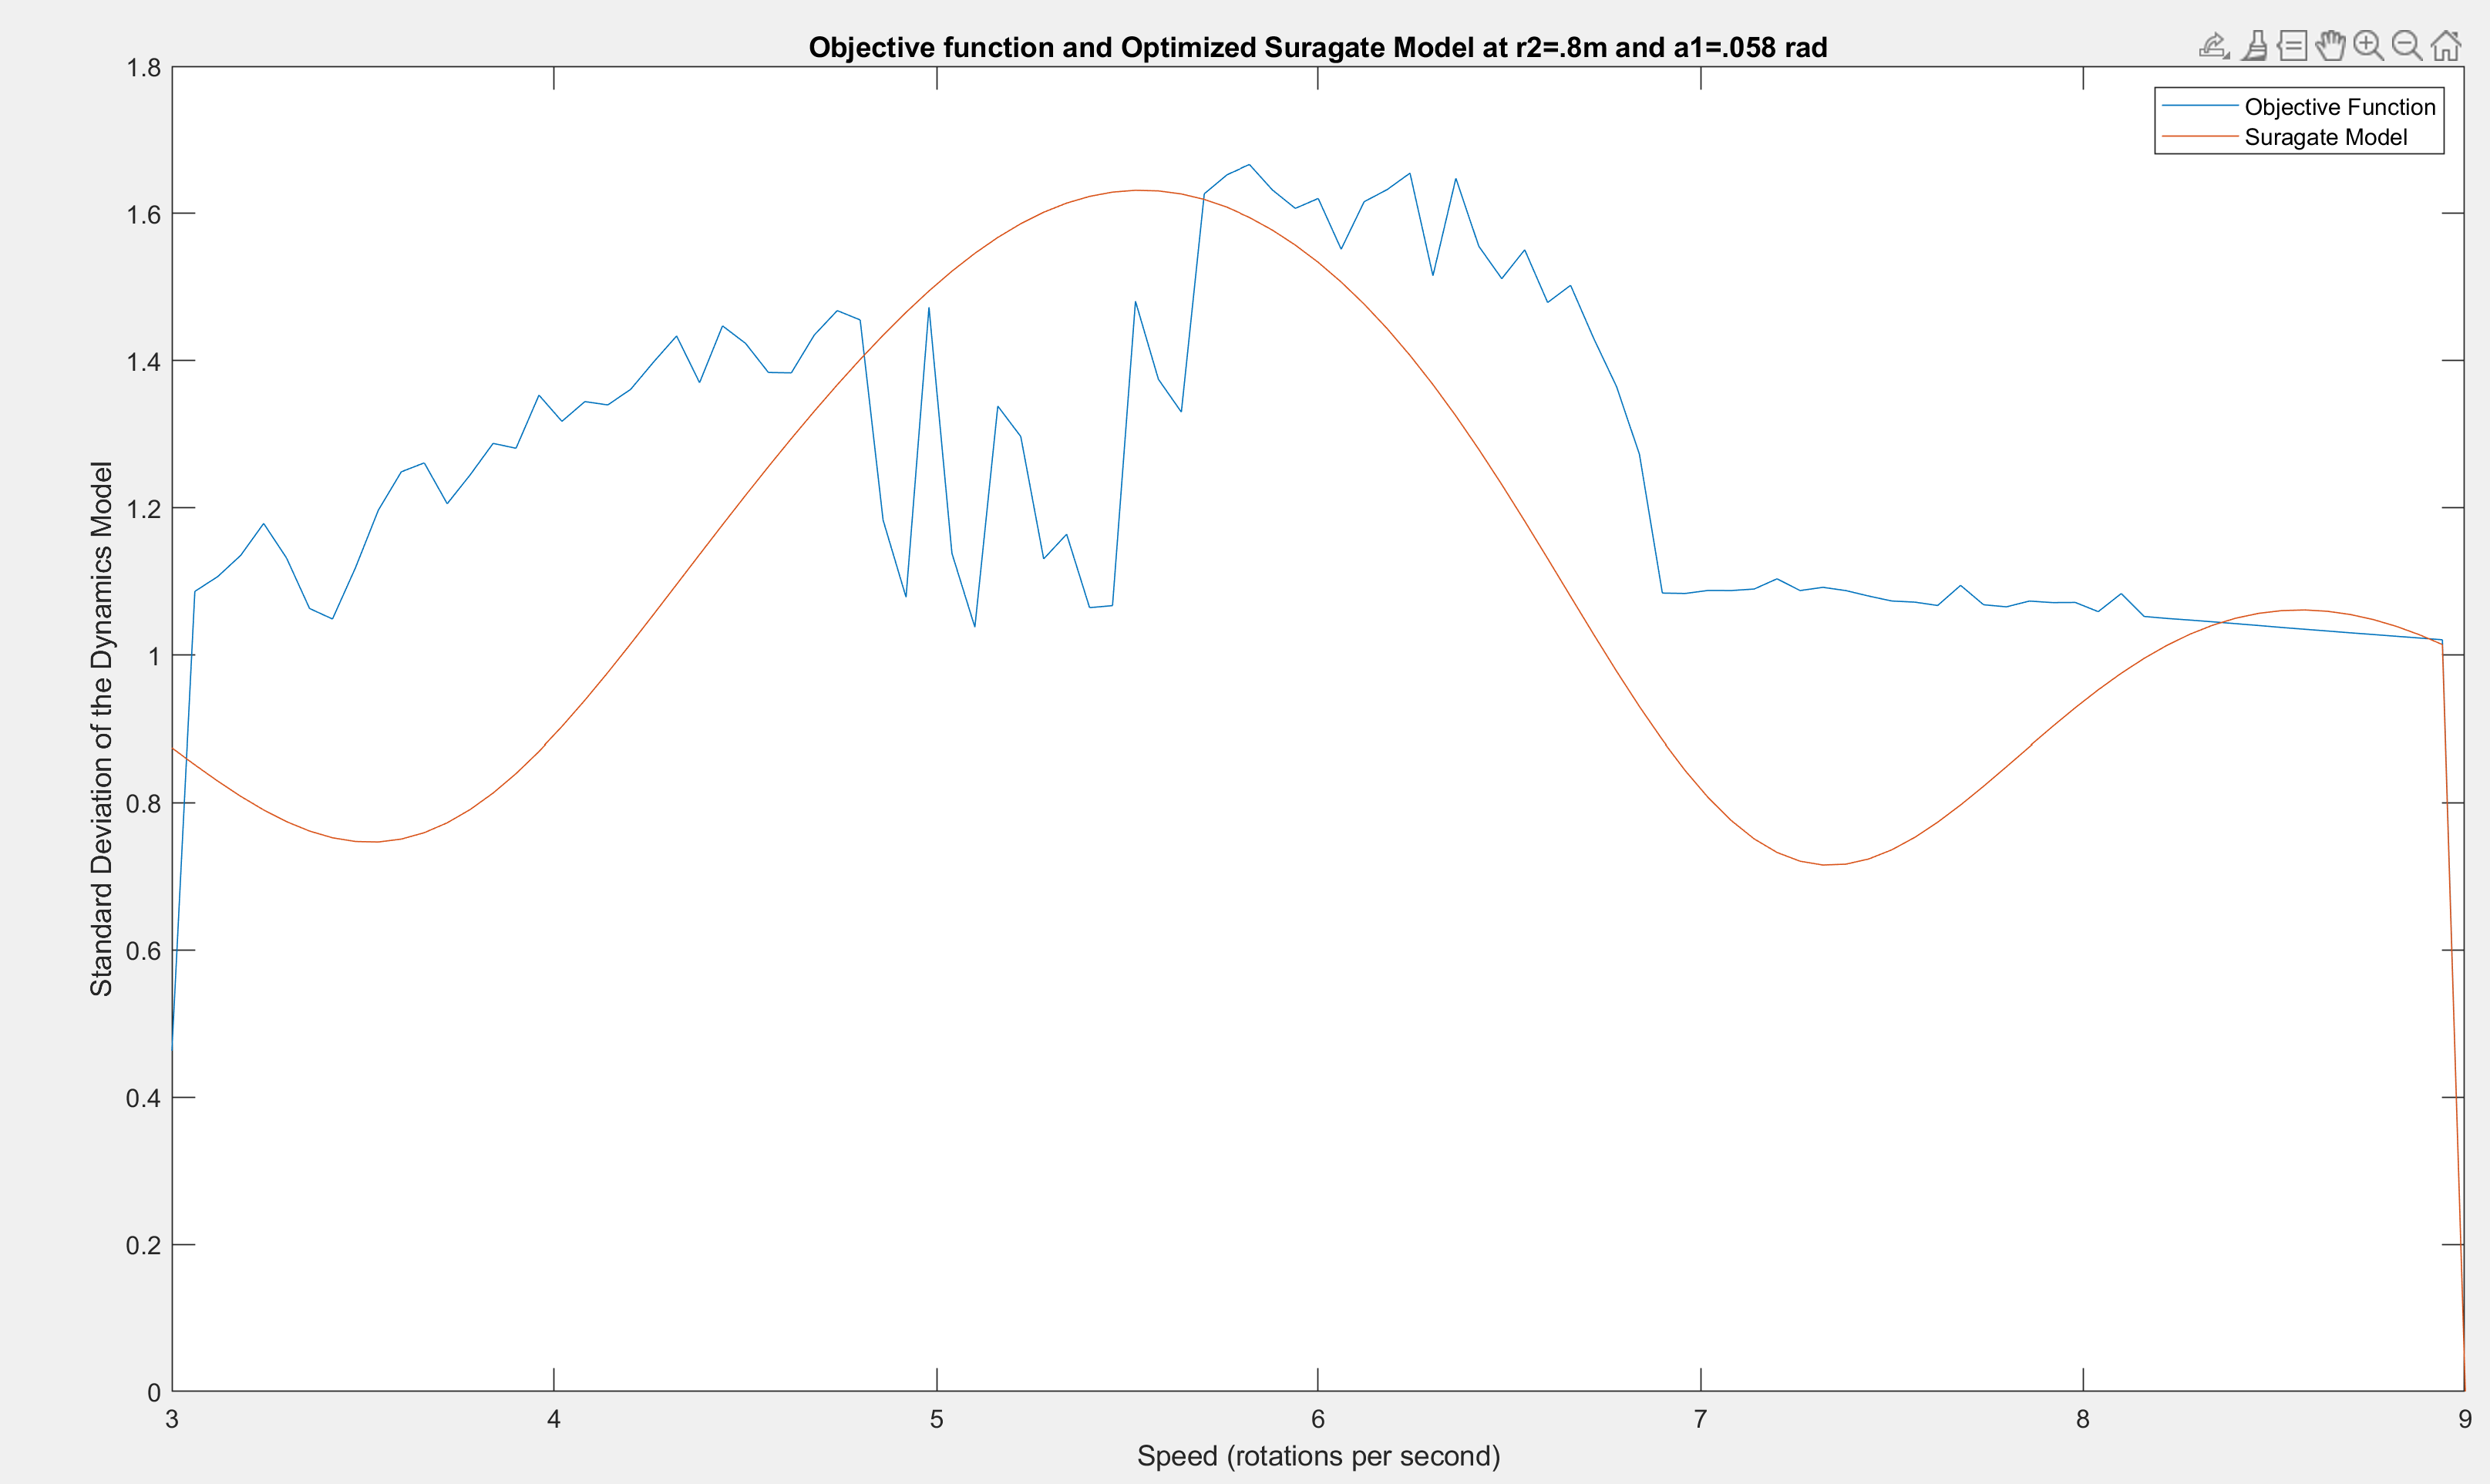 Objective function and Optimized Suragate Model at r2=.8m and a1=.058 rad
Objective Function
Suragate Model
Standard Deviation of the Dynamics Model
1.8
1.6
1.4
1.2
1
0.8
0.6
0.4
0.2
0
3 4 5 6 7 8 9
Speed (rotations per second)